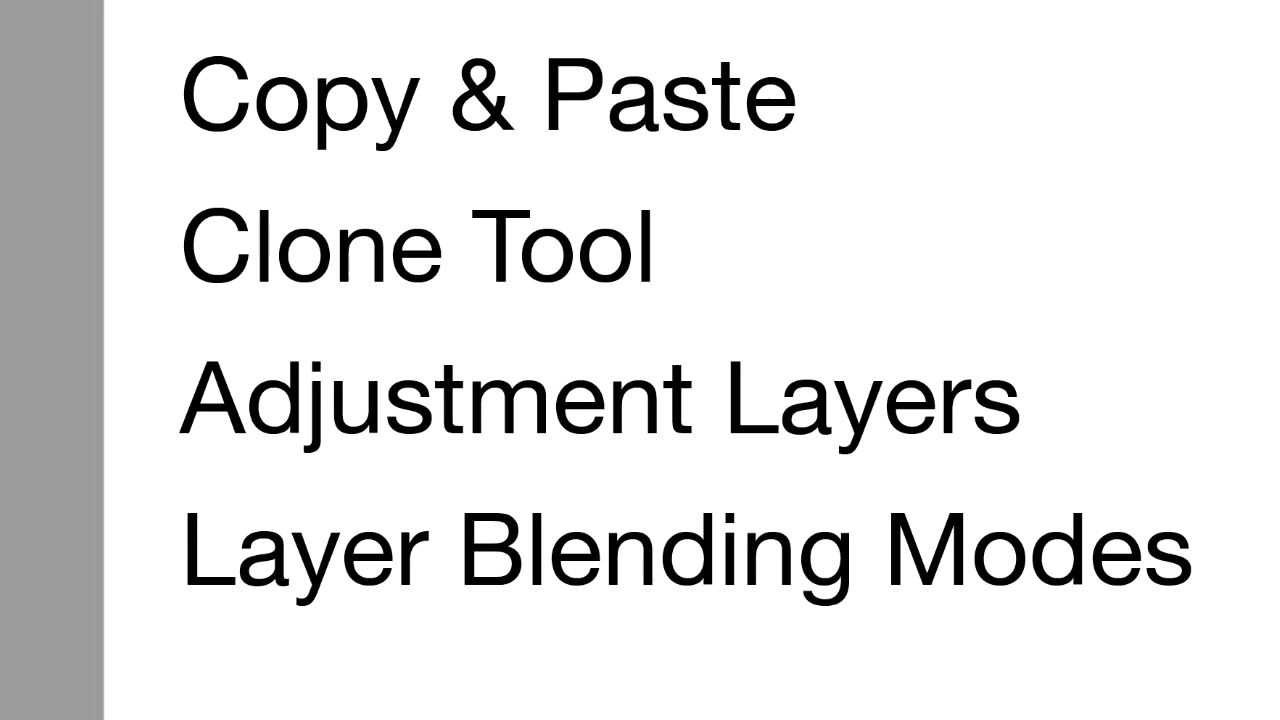 Copy & Paste
Clone Tool
Adjustment Layers
Layer Blending Modes